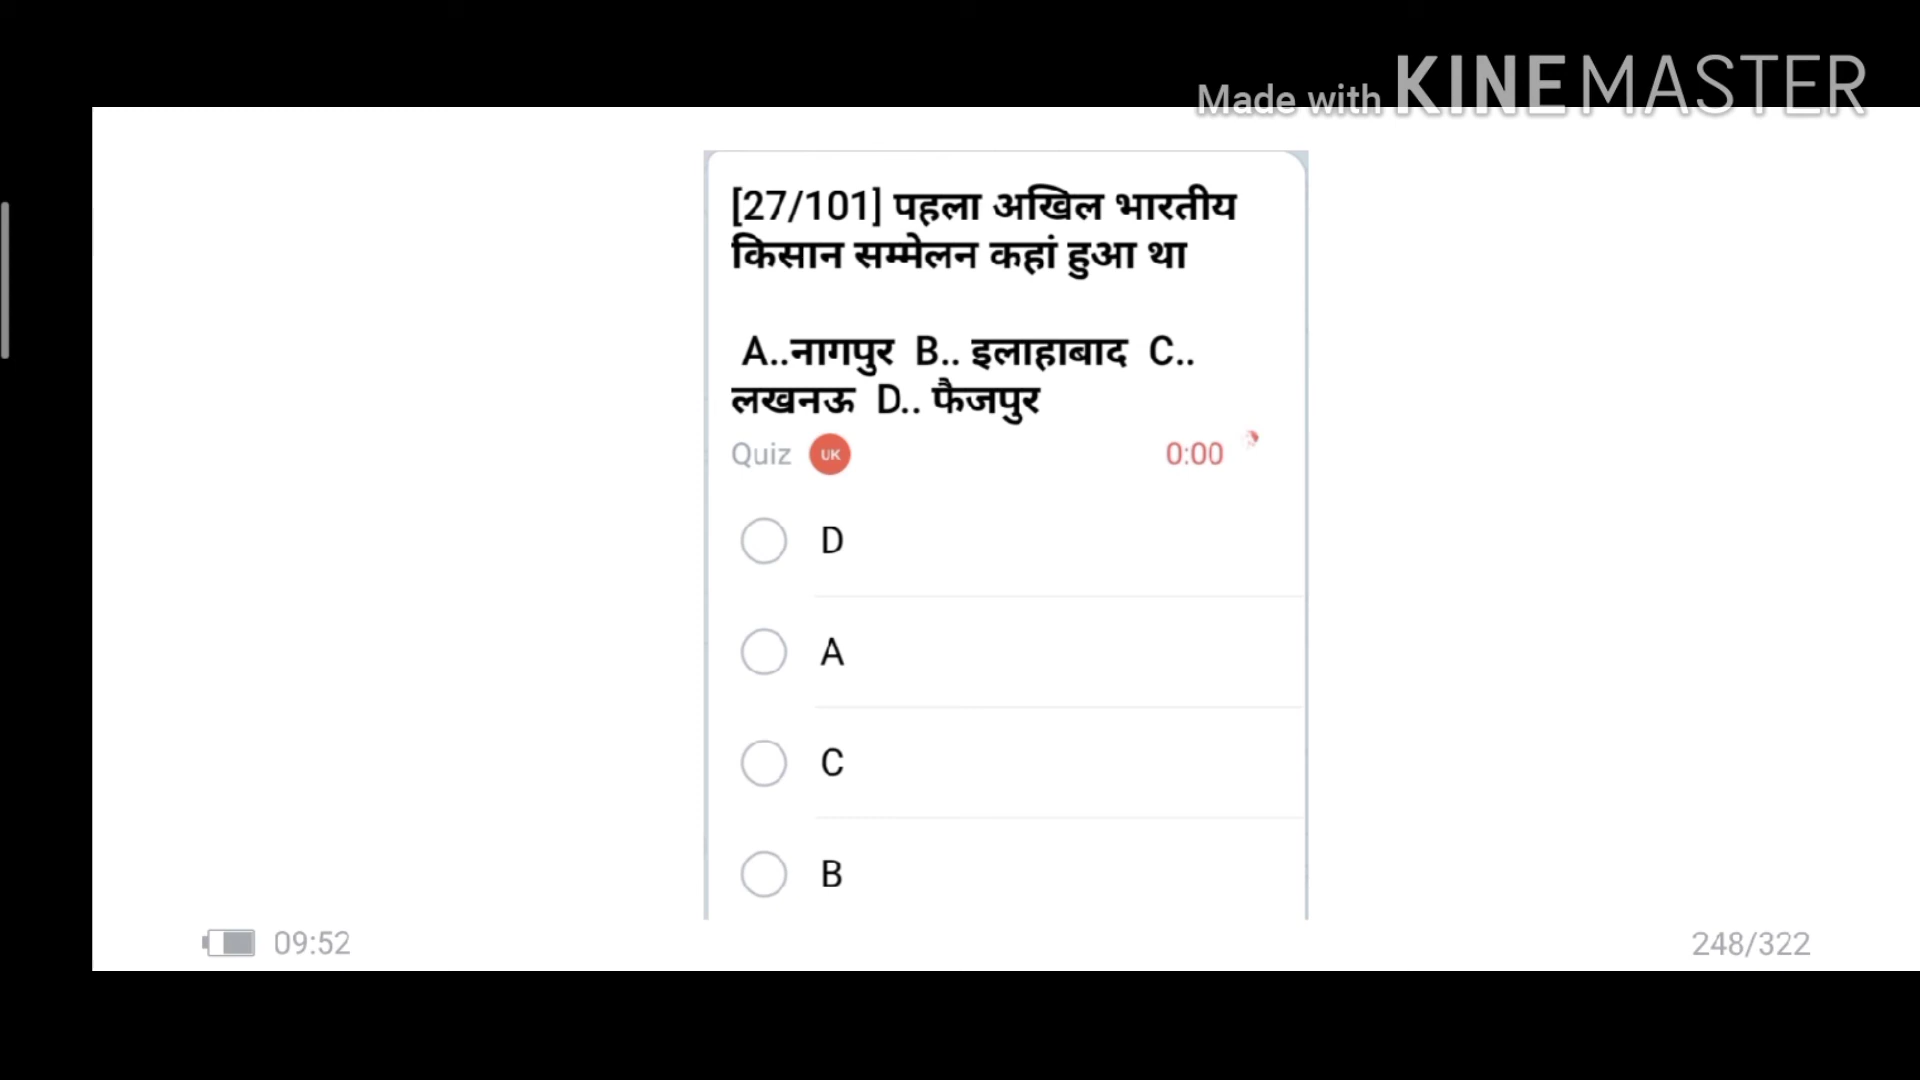 Made with KINEMASTER
[27/101] पहला अखिल भारतीय
किसान सम्मेलन कहां हुआ था
A..नागपुर B.. इलाहाबाद C..
लखनऊ D.. फैजपुर
Quiz UK 0:00
D
A
C
B
09:52 248/322